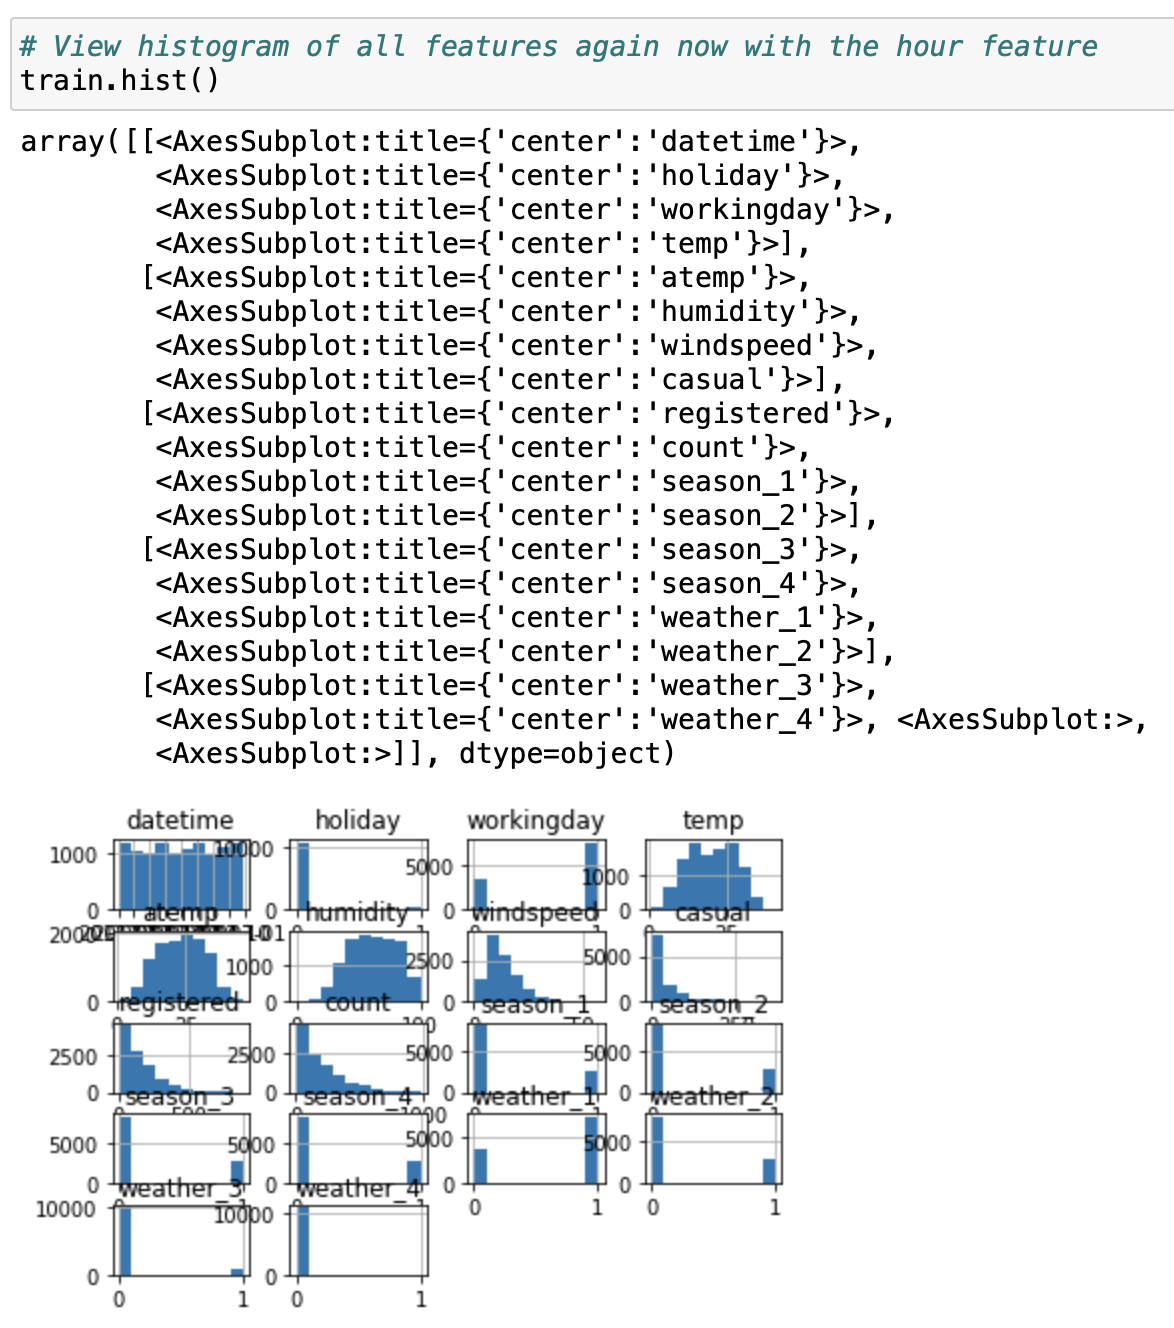 # View histogram of all features again now with the hour feature
train.hist()
array([[<AxesSubplot:title={'center':'datetime'}>,
<AxesSubplot:title={'center':'holiday'}>,
<AxesSubplot:title={'center':'workingday'}>,
<AxesSubplot:title={'center':'temp'}>],
[<AxesSubplot:title={'center':'atemp'}>,
<AxesSubplot:title={'center':'humidity'}>,
<AxesSubplot:title={'center':'windspeed'}>,
<AxesSubplot:title={'center':'casual'}>],
[<AxesSubplot:title={'center':'registered'}>,
<AxesSubplot:title={'center':'count'}>,
<AxesSubplot:title={'center':'season_1'}>,
<AxesSubplot:title={'center':'season_2'}>],
[<AxesSubplot:title={'center':'season_3'}>,
<AxesSubplot:title={'center':'season_4'}>,
<AxesSubplot:title={'center':'weather_1'}>,
<AxesSubplot:title={'center':'weather_2'}>],
[<AxesSubplot:title={'center':'weather_3'}>,
<AxesSubplot:title={'center':'weather_4'}>, <AxesSubplot:>,
<AxesSubplot:>]], dtype=object)
datetime holiday workingday temp
1000 10000 5000 1000
0 0 0 0
atemp humidity windspeed casual
2000 1000 2500 5000
0 0 0 0
registered count season_1 season_2
2500 2500 5000 5000
0 0 0 0
season_3 season_4 weather_1 weather_2
5000 5000 5000 5000
0 0 0 0
weather_3 weather_4 0 1 0 1
10000 10000
0 0
0 1 0 1